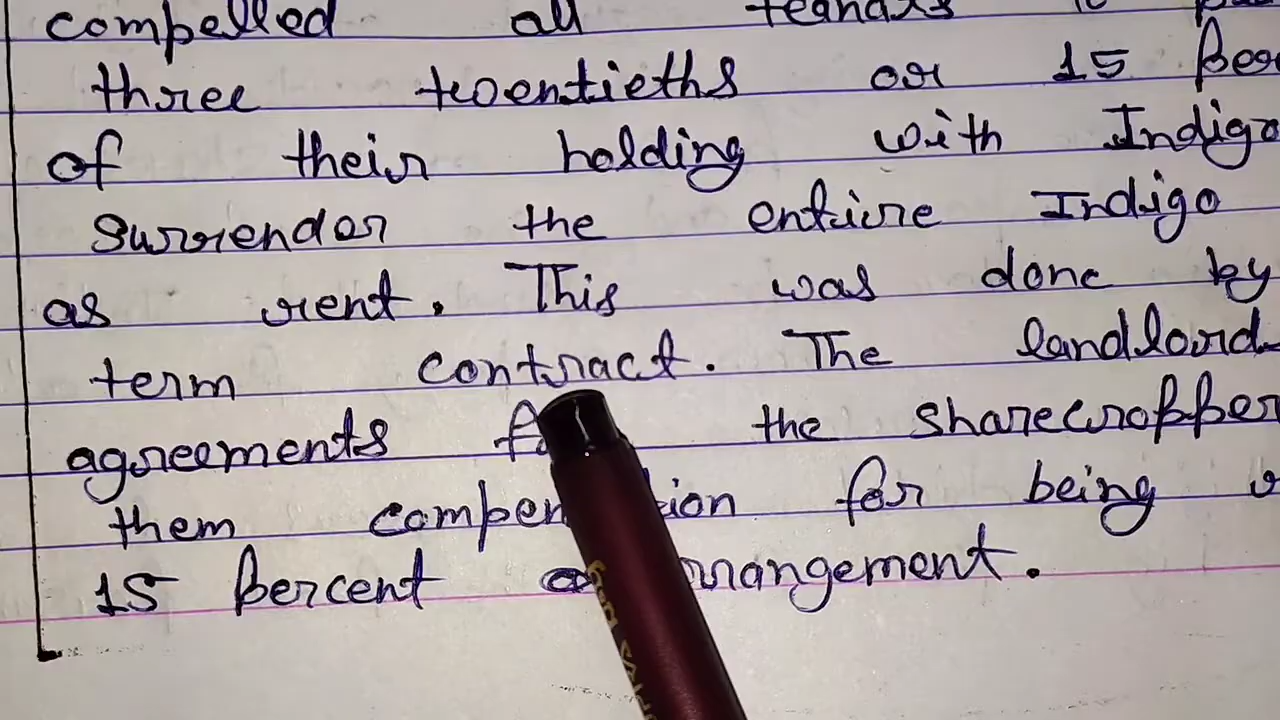 compelled all
three twentieths or 15
of their holding with Indigo
Surrender the entire Indigo
as rent. This was done by
term contract. The landlord
agreements the sharecropper
them for being
15 percent arrangement.